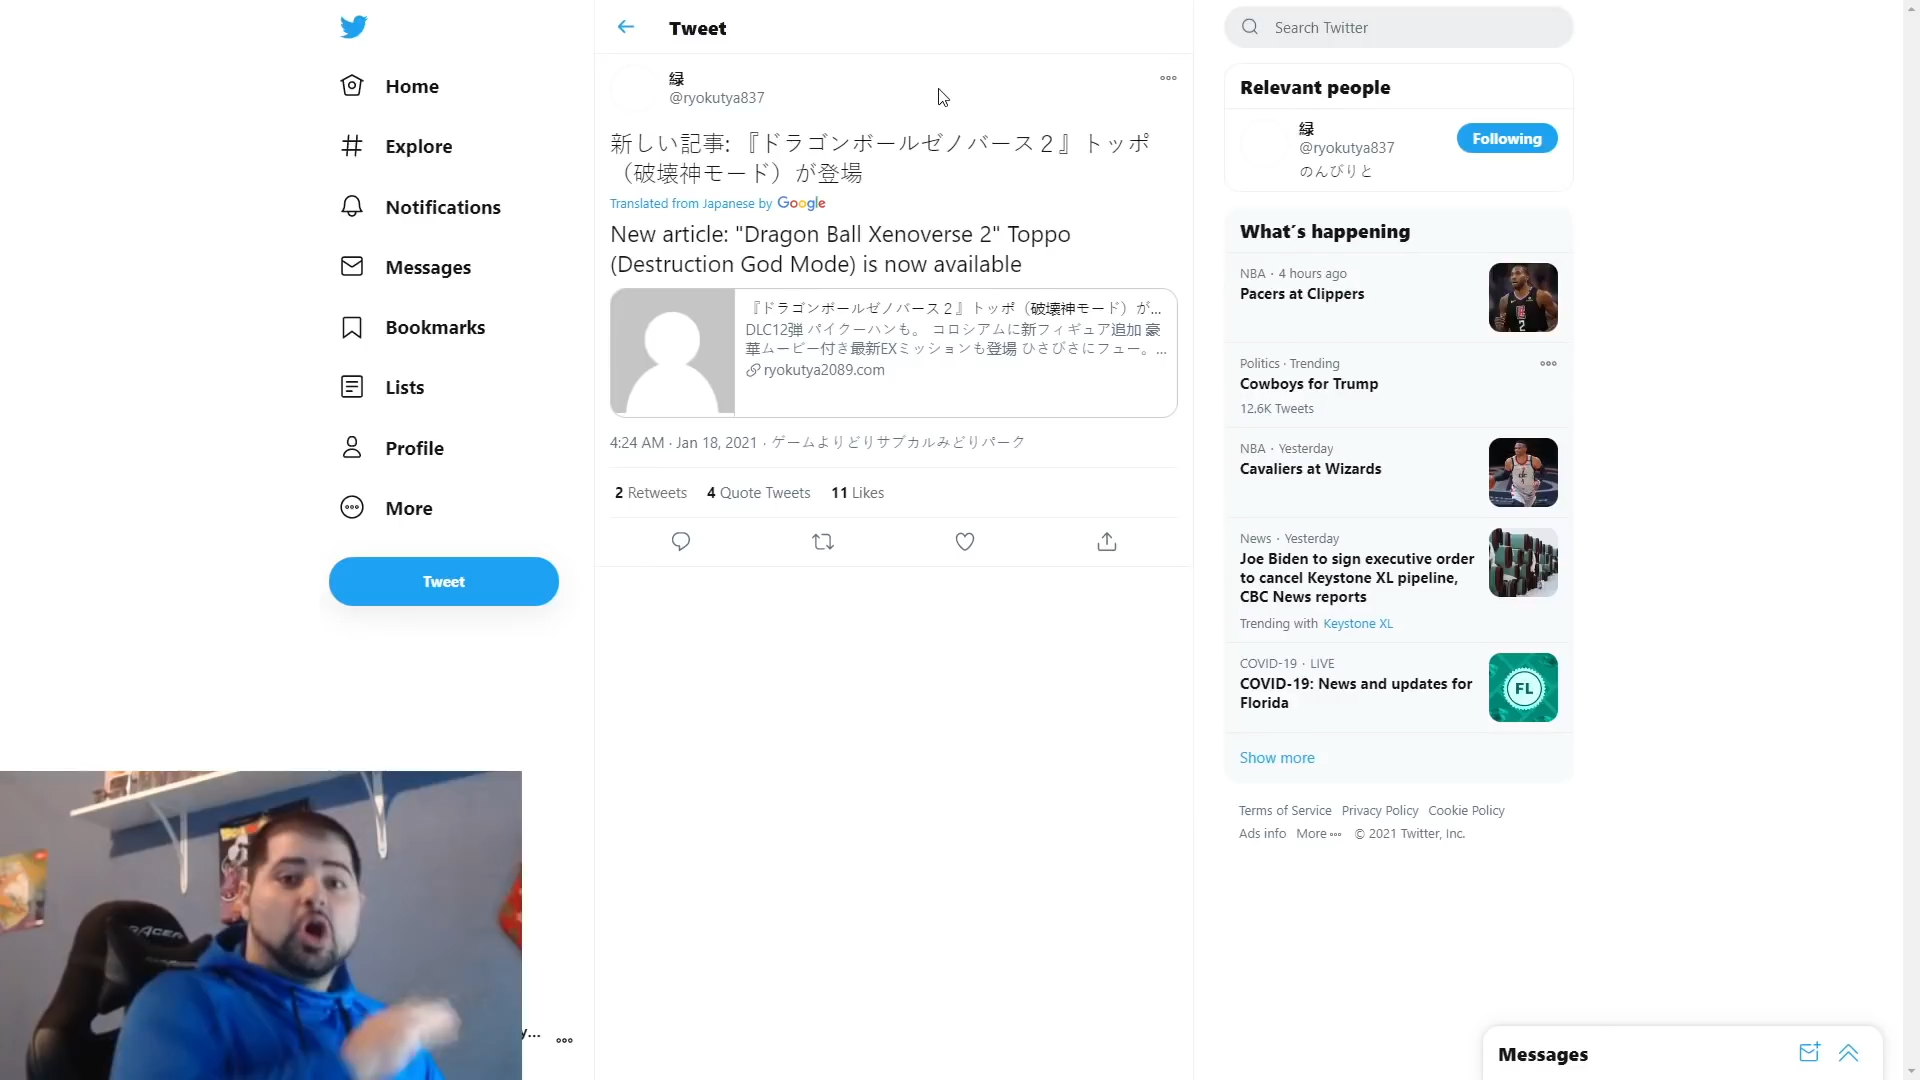 Home
Explore
Notifications
Messages
Bookmarks
Lists
Profile
More
Tweet
Tweet
緑
@ryokutya837
新しい記事: 『ドラゴンボールゼノバース２』トッポ
（破壊神モード）が登場
Translated from Japanese by Google
New article: "Dragon Ball Xenoverse 2" Toppo
(Destruction God Mode) is now available
『ドラゴンボールゼノバース２』トッポ（破壊神モード）が...
DLC12弾 パイクーハンも。 コロシアムに新フィギュア追加 豪
華ムービー付き最新EXミッションも登場 ひさびさにフュー。...
ryokutya2089.com
4:24 AM · Jan 18, 2021 · ゲームよりどりサブカルみどりパーク
2 Retweets 4 Quote Tweets 11 Likes
Search Twitter
Relevant people
緑
@ryokutya837
Following
のんびりと
What's happening
NBA · 4 hours ago
Pacers at Clippers
Politics · Trending
Cowboys for Trump
12.6K Tweets
NBA · Yesterday
Cavaliers at Wizards
News · Yesterday
Joe Biden to sign executive order
to cancel Keystone XL pipeline,
CBC News reports
Trending with Keystone XL
COVID-19 · LIVE
COVID-19: News and updates for
Florida
FL
Show more
Terms of Service Privacy Policy Cookie Policy
Ads info More © 2021 Twitter, Inc.
Messages
y...